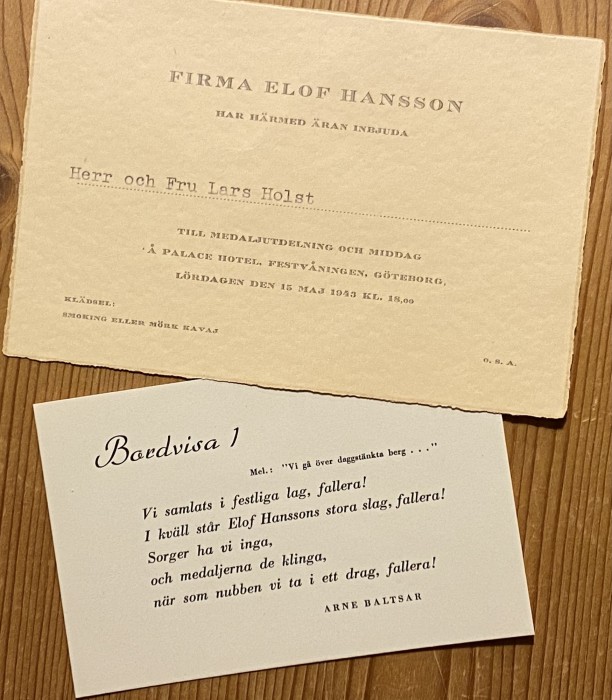 FIRMA ELOF HANSSON
HAR HÄRMED ÄRAN INBJUDA
Herr och Fru Lars Holst
TILL MEDALJUTDELNING OCH MIDDAG
Å PALACE HOTEL, FESTVÅNINGEN, GÖTEBORG,
LÖRDAGEN DEN 15 MAJ 1943 KL. 18,00
KLÄDSEL:
SMOKING ELLER MÖRK KAVAJ
O. S. A.
Bordvisa 1
Mel.: "Vi gå över daggstänkta berg . . ."
Vi samlats i festliga lag, fallera!
I kväll står Elof Hanssons stora slag, fallera!
Sorger ha vi inga,
och medaljerna de klinga,
när som nubben vi ta i ett drag, fallera!
ARNE BALTSAR